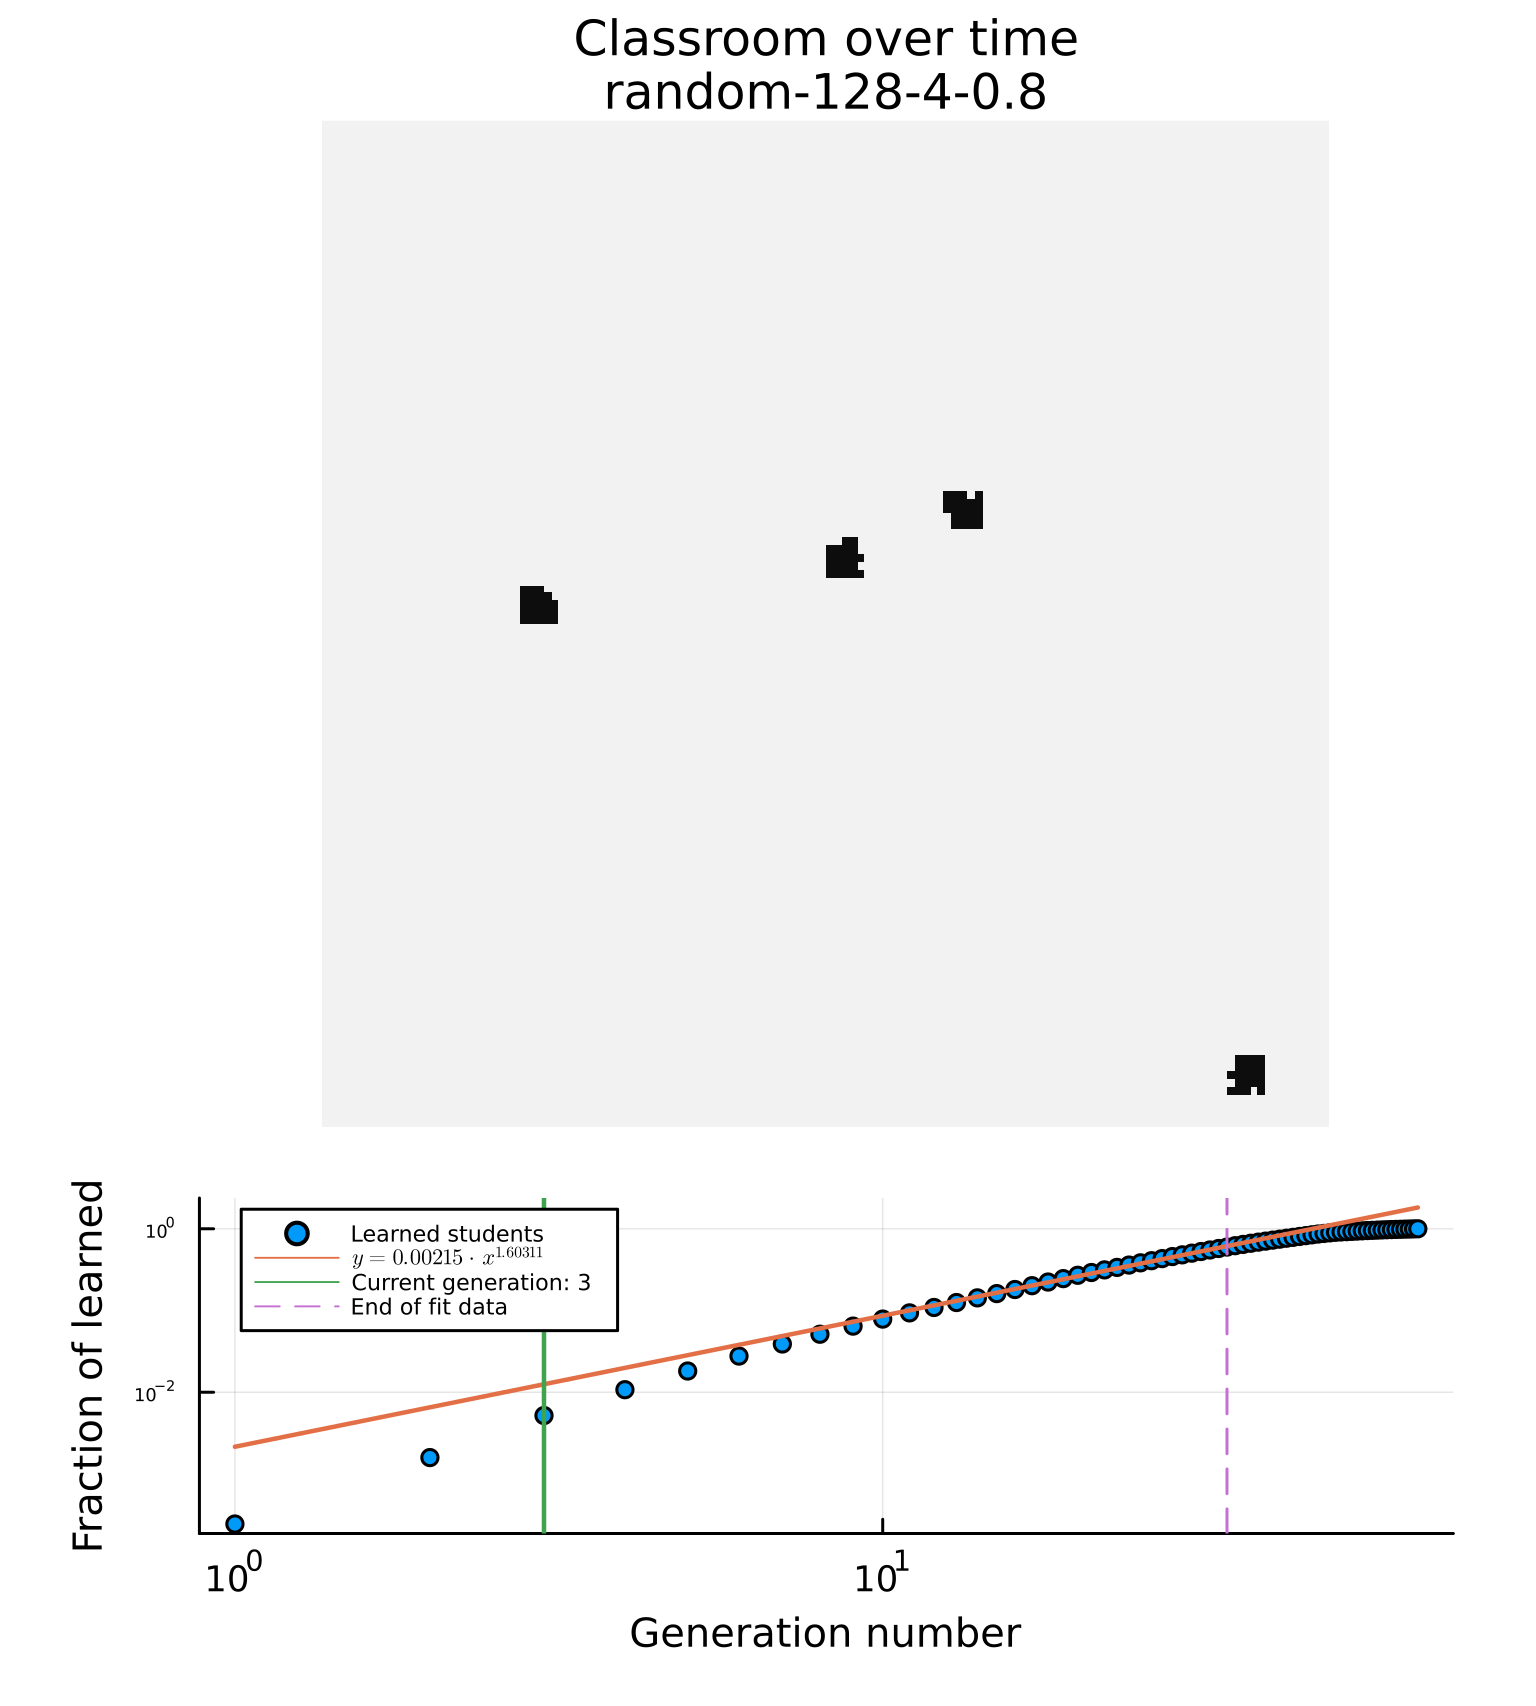 Classroom over time
random-128-4-0.8
Fraction of learned
10^0
10^−2
Learned students
y = 0.00215 · x^1.60311
Current generation: 3
End of fit data
10^0
10^1
Generation number